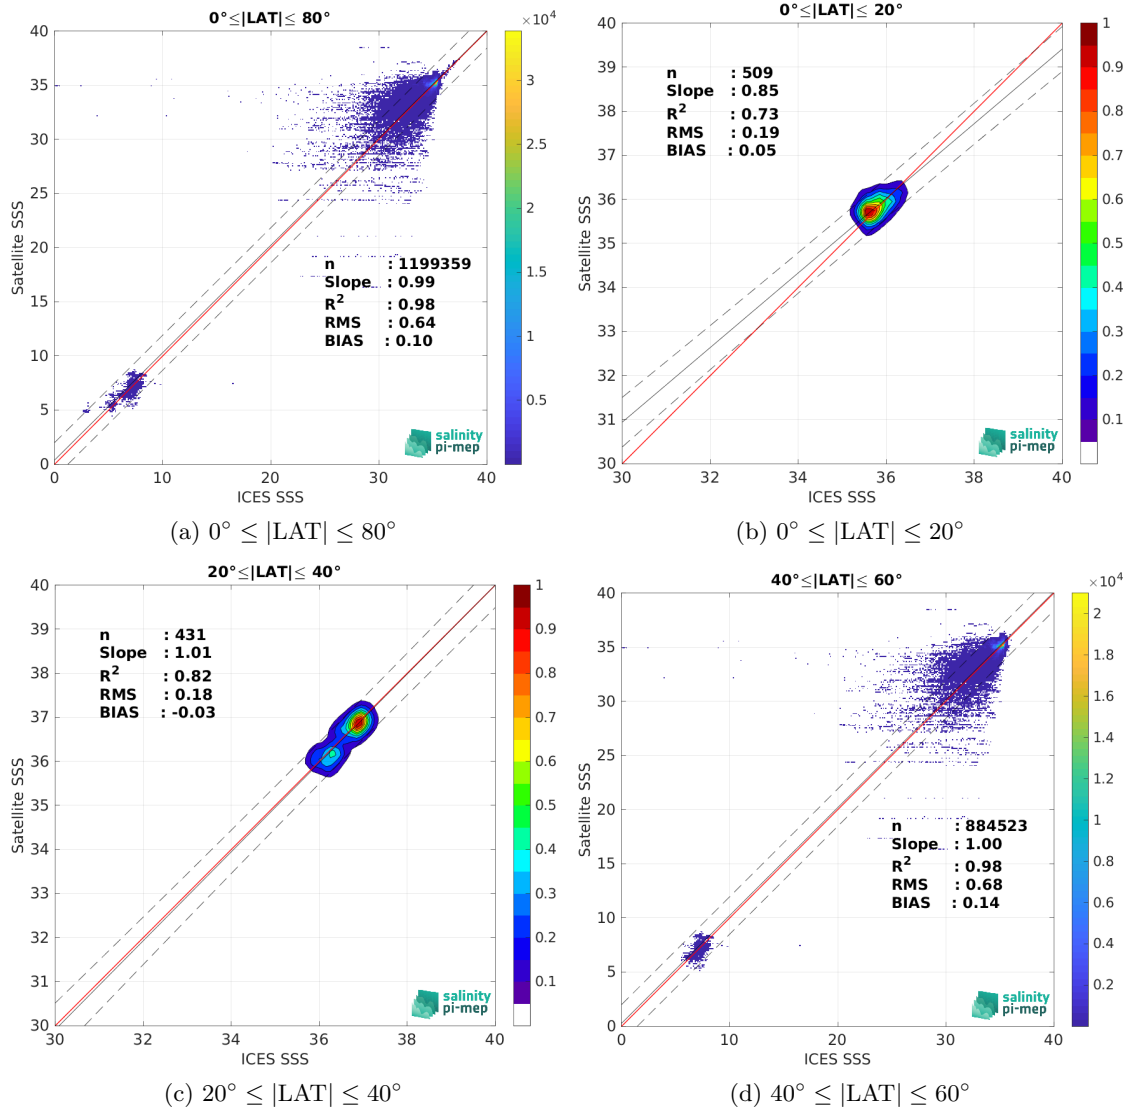 0°≤|LAT|≤ 80°
×10⁴
40
35
30
25
20
15
10
5
0
0
10
20
30
40
3
2.5
2
1.5
1
0.5
Satellite SSS
ICES SSS
n : 1199359
Slope : 0.99
R² : 0.98
RMS : 0.64
BIAS : 0.10
salinity
pi-mep
(a) 0° ≤ |LAT| ≤ 80°
0°≤|LAT|≤ 20°
40
39
38
37
36
35
34
33
32
31
30
30
32
34
36
38
40
1
0.9
0.8
0.7
0.6
0.5
0.4
0.3
0.2
0.1
Satellite SSS
ICES SSS
n : 509
Slope : 0.85
R² : 0.73
RMS : 0.19
BIAS : 0.05
salinity
pi-mep
(b) 0° ≤ |LAT| ≤ 20°
20°≤|LAT|≤ 40°
40
39
38
37
36
35
34
33
32
31
30
30
32
34
36
38
40
1
0.9
0.8
0.7
0.6
0.5
0.4
0.3
0.2
0.1
Satellite SSS
ICES SSS
n : 431
Slope : 1.01
R² : 0.82
RMS : 0.18
BIAS : -0.03
salinity
pi-mep
(c) 20° ≤ |LAT| ≤ 40°
40°≤|LAT|≤ 60°
×10⁴
40
35
30
25
20
15
10
5
0
0
10
20
30
40
2
1.8
1.6
1.4
1.2
1
0.8
0.6
0.4
0.2
Satellite SSS
ICES SSS
n : 884523
Slope : 1.00
R² : 0.98
RMS : 0.68
BIAS : 0.14
salinity
pi-mep
(d) 40° ≤ |LAT| ≤ 60°